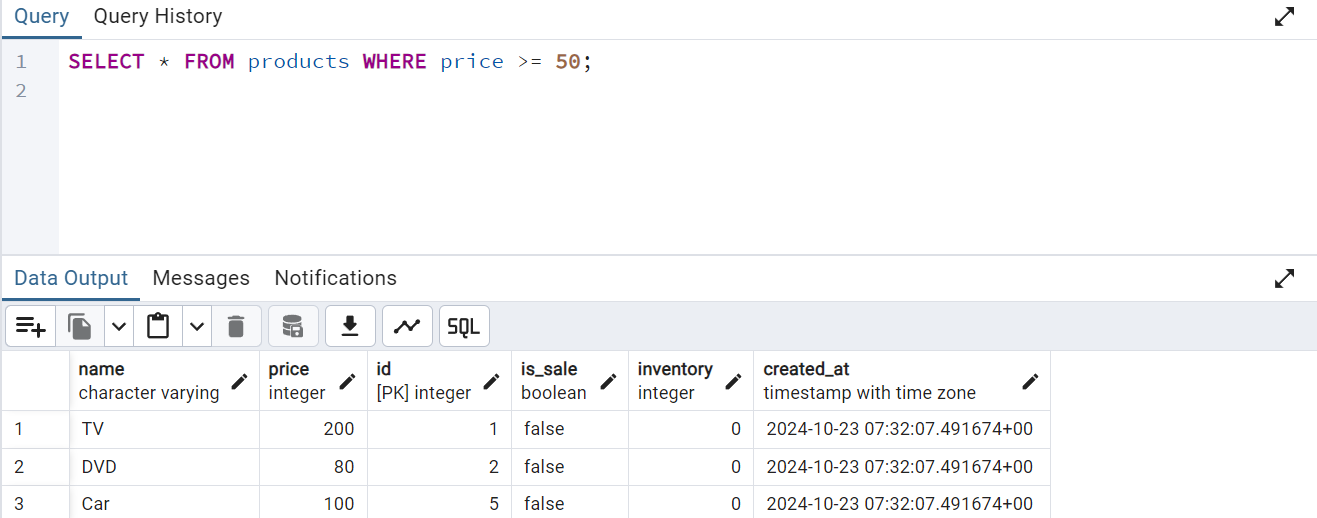 Query Query History
1 SELECT * FROM products WHERE price >= 50;
2
Data Output Messages Notifications
SQL
name price id is_sale inventory created_at
character varying integer [PK] integer boolean integer timestamp with time zone
1 TV 200 1 false 0 2024-10-23 07:32:07.491674+00
2 DVD 80 2 false 0 2024-10-23 07:32:07.491674+00
3 Car 100 5 false 0 2024-10-23 07:32:07.491674+00